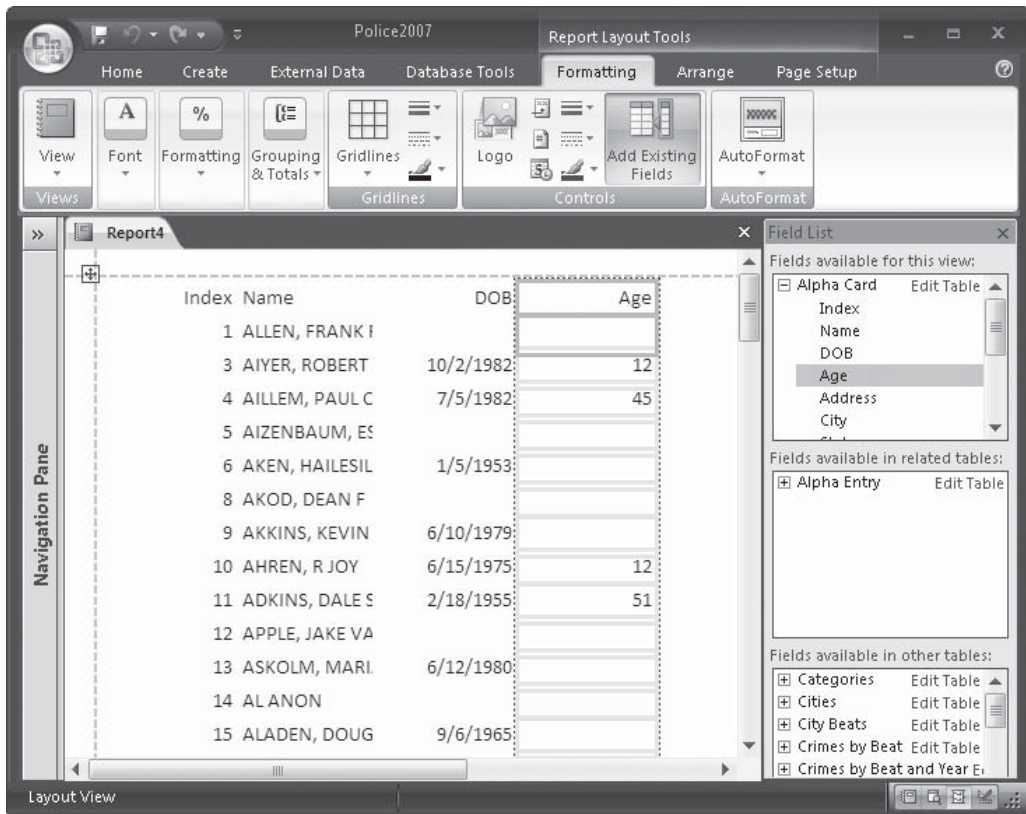 Police2007
Report Layout Tools
Home Create External Data Database Tools Formatting Arrange Page Setup
View
Font
Formatting
Grouping & Totals
Gridlines
Logo
Add Existing Fields
AutoFormat
Views
Gridlines
Controls
AutoFormat
Report4
Navigation Pane
Index Name DOB Age
1 ALLEN, FRANK
3 AIYER, ROBERT 10/2/1982 12
4 AILLEM, PAUL C 7/5/1982 45
5 AIZENBAUM, ES
6 AKEN, HAILESIL 1/5/1953
8 AKOD, DEAN F
9 AKKINS, KEVIN 6/10/1979
10 AHREN, R JOY 6/15/1975 12
11 ADKINS, DALE S 2/18/1955 51
12 APPLE, JAKE VA
13 ASKOLM, MARI 6/12/1980
14 AL ANON
15 ALADEN, DOUG 9/6/1965
Field List
Fields available for this view:
Alpha Card Edit Table
Index
Name
DOB
Age
Address
City
Fields available in related tables:
Alpha Entry Edit Table
Fields available in other tables:
Categories Edit Table
Cities Edit Table
City Beats Edit Table
Crimes by Beat Edit Table
Crimes by Beat and Year
Layout View